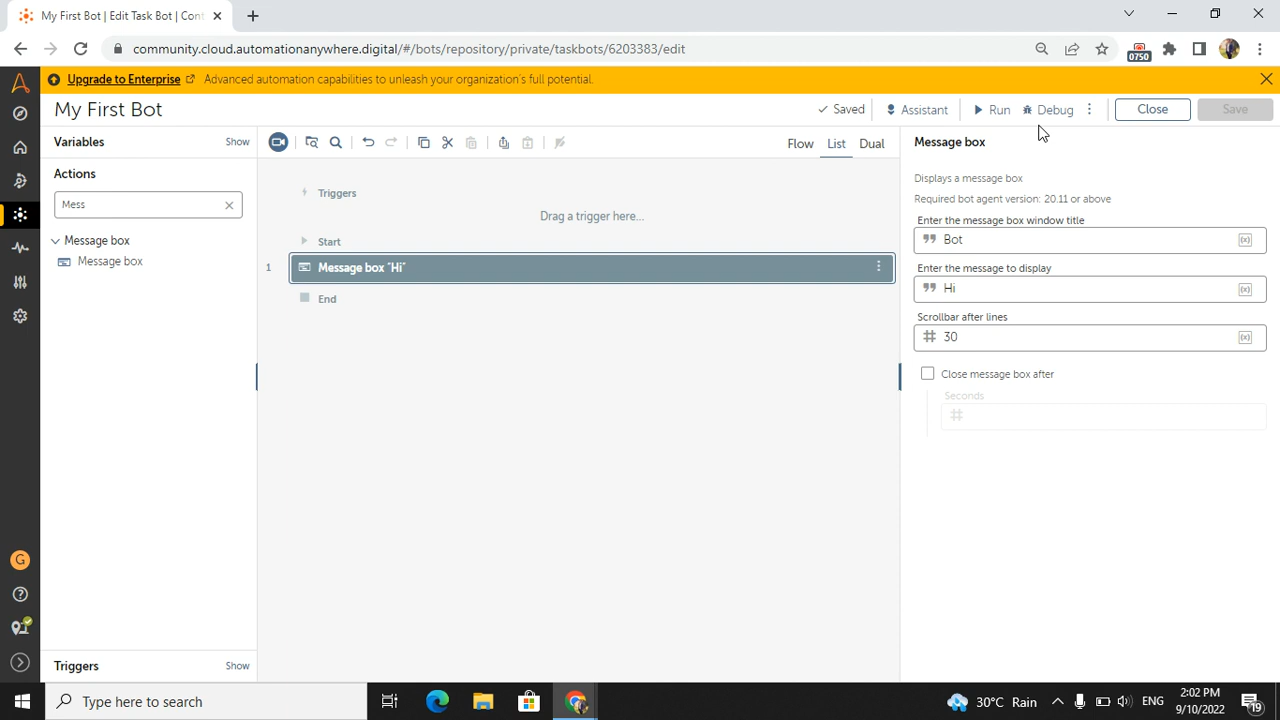 My First Bot | Edit Task Bot | Cont
community.cloud.automationanywhere.digital/#/bots/repository/private/taskbots/6203383/edit
0750
Upgrade to Enterprise Advanced automation capabilities to unleash your organization's full potential.
My First Bot
Saved
Assistant
Run
Debug
Close
Save
Variables
Show
Flow
List
Dual
Message box
Actions
Mess
Message box
Message box
Triggers
Drag a trigger here...
Start
1
Message box "Hi"
End
Displays a message box
Required bot agent version: 20.11 or above
Enter the message box window title
Bot
(x)
Enter the message to display
Hi
(x)
Scrollbar after lines
30
(x)
Close message box after
Seconds
G
Triggers
Show
Type here to search
30°C Rain
ENG
2:02 PM
9/10/2022
19